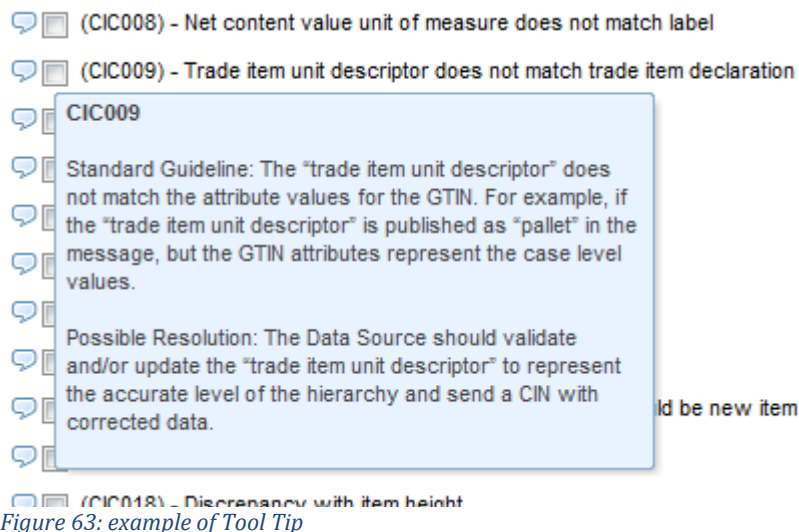 (CIC008) - Net content value unit of measure does not match label
(CIC009) - Trade item unit descriptor does not match trade item declaration
CIC009
Standard Guideline: The “trade item unit descriptor” does
not match the attribute values for the GTIN. For example, if
the “trade item unit descriptor” is published as “pallet” in the
message, but the GTIN attributes represent the case level
values.
Possible Resolution: The Data Source should validate
and/or update the “trade item unit descriptor” to represent
the accurate level of the hierarchy and send a CIN with
corrected data.
be new item
(CIC018) - Discrepancy with item height
Figure 63: example of Tool Tip